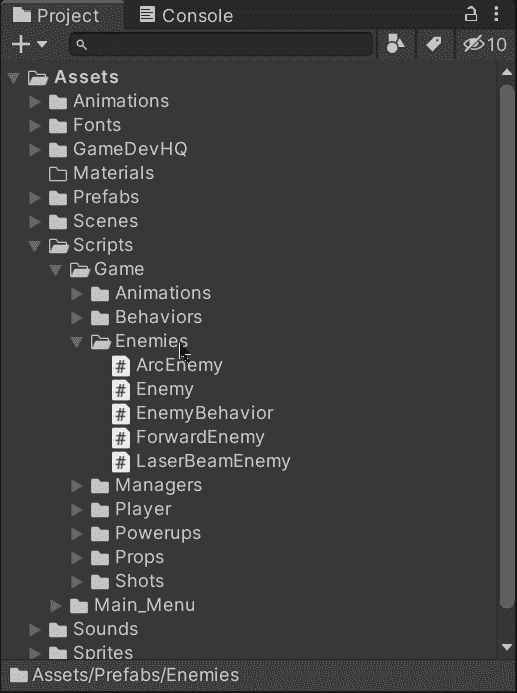 Project Console
10
Assets
Animations
Fonts
GameDevHQ
Materials
Prefabs
Scenes
Scripts
Game
Animations
Behaviors
Enemies
# ArcEnemy
# Enemy
# EnemyBehavior
# ForwardEnemy
# LaserBeamEnemy
Managers
Player
Powerups
Props
Shots
Main_Menu
Sounds
Sprites
Assets/Prefabs/Enemies